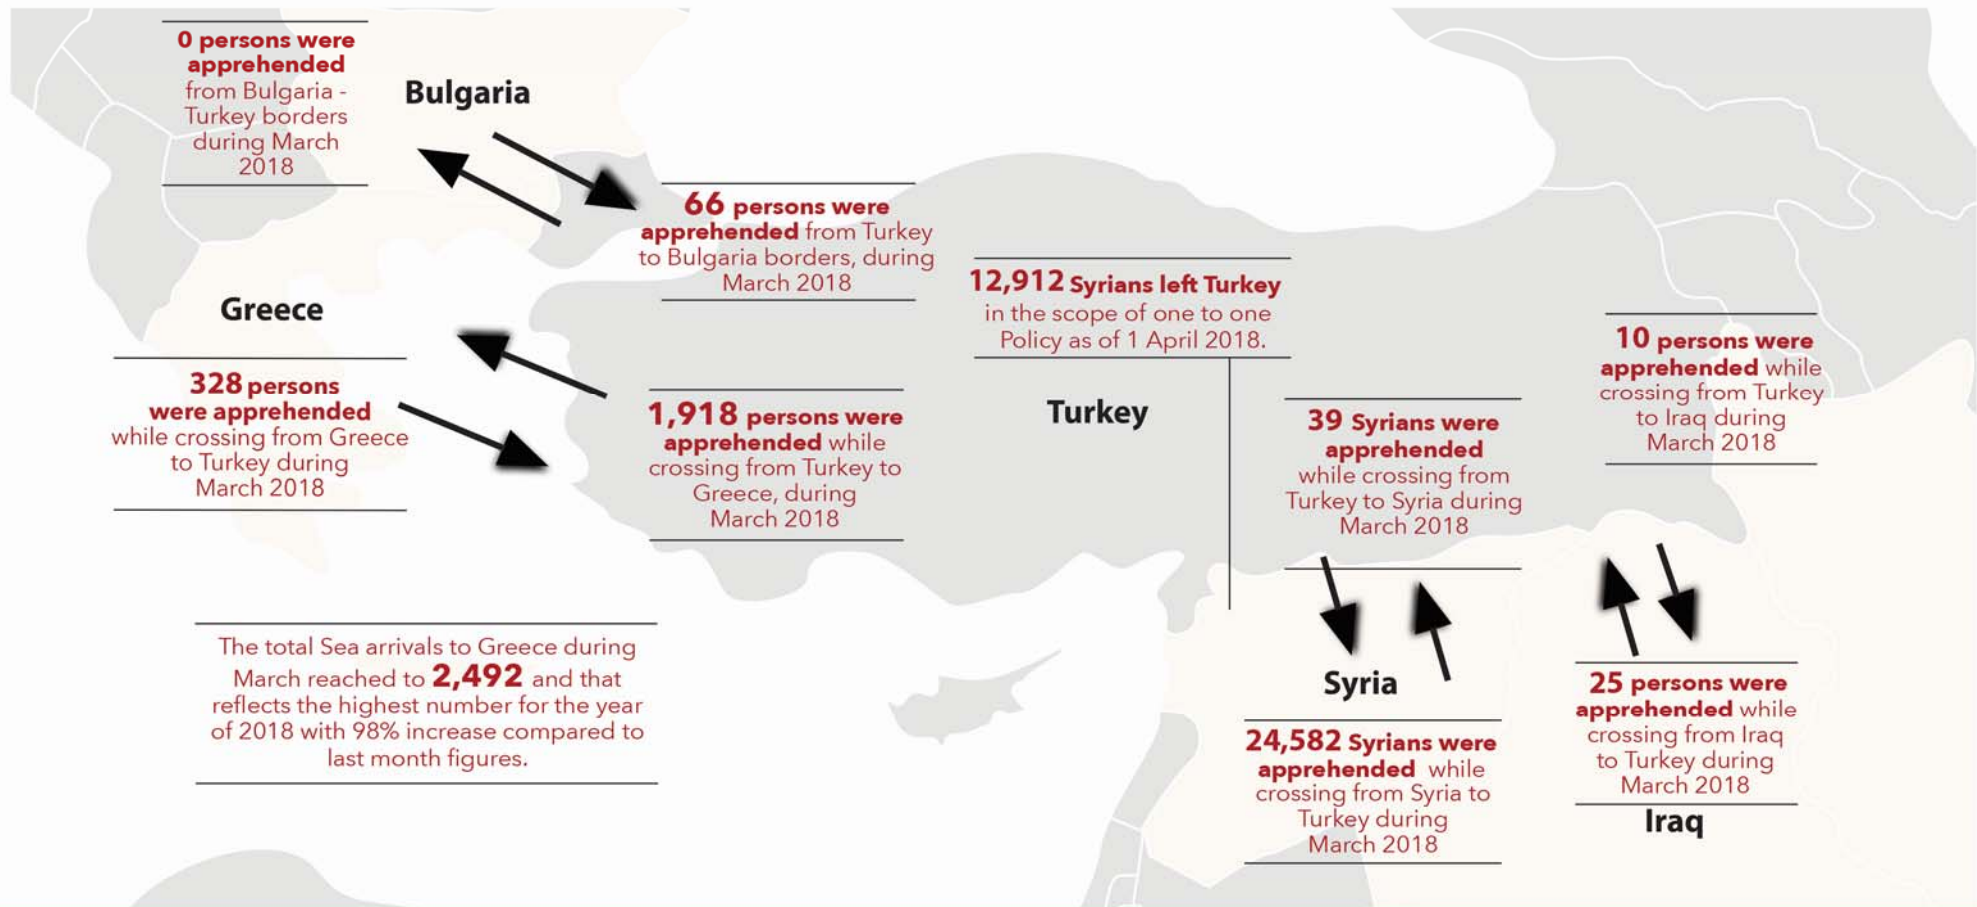 0 persons were
apprehended
from Bulgaria -
Turkey borders
during March
2018
Bulgaria
66 persons were
apprehended from Turkey
to Bulgaria borders, during
March 2018
12,912 Syrians left Turkey
in the scope of one to one
Policy as of 1 April 2018.
Greece
328 persons
were apprehended
while crossing from Greece
to Turkey during
March 2018
1,918 persons were
apprehended while
crossing from Turkey to
Greece, during
March 2018
Turkey
39 Syrians were
apprehended
while crossing from
Turkey to Syria during
March 2018
10 persons were
apprehended while
crossing from Turkey
to Iraq during
March 2018
The total Sea arrivals to Greece during
March reached to 2,492 and that
reflects the highest number for the year
of 2018 with 98% increase compared to
last month figures.
Syria
24,582 Syrians were
apprehended while
crossing from Syria to
Turkey during
March 2018
25 persons were
apprehended while
crossing from Iraq
to Turkey during
March 2018
Iraq